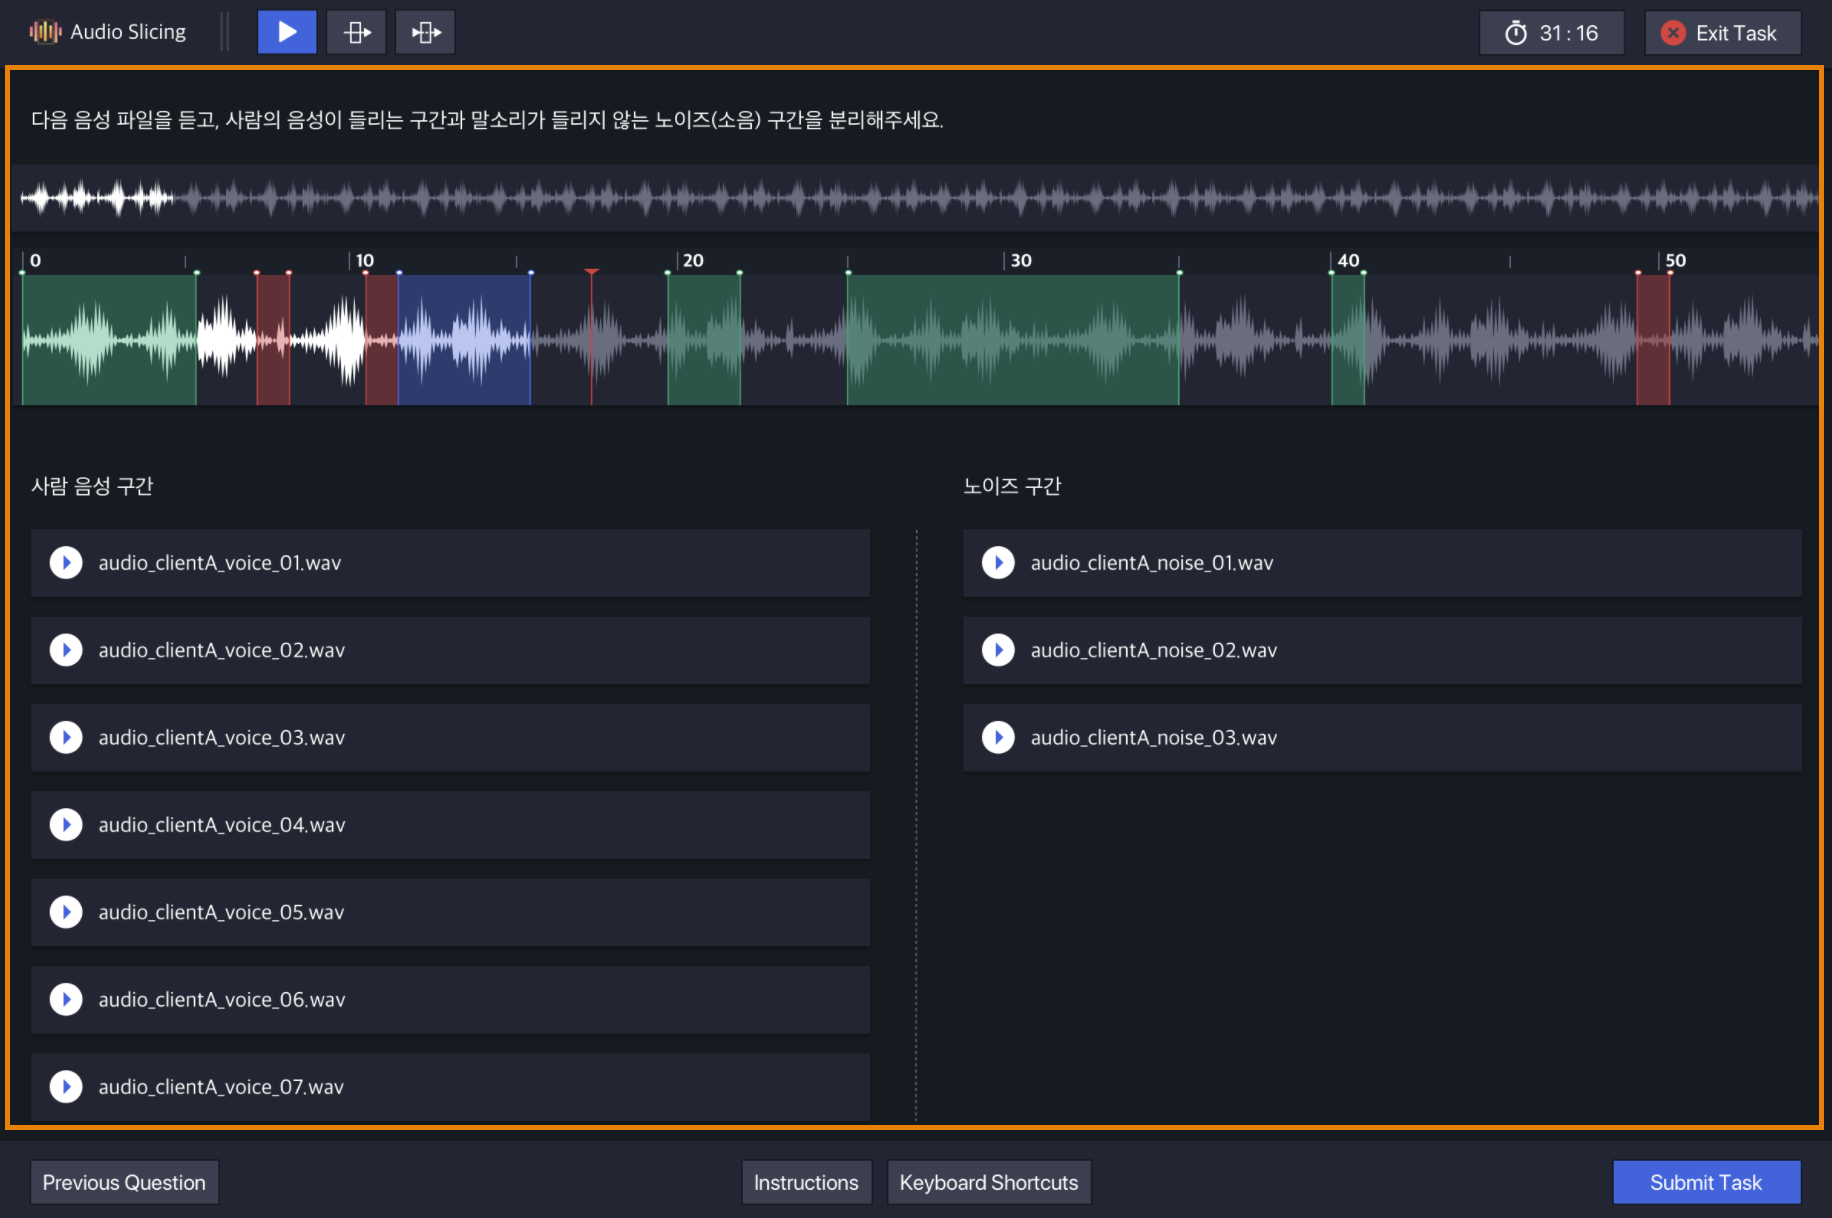 Audio Slicing
31 : 16
Exit Task
다음 음성 파일을 듣고, 사람의 음성이 들리는 구간과 말소리가 들리지 않는 노이즈(소음) 구간을 분리해주세요.
0 10 20 30 40 50
사람 음성 구간
audio_clientA_voice_01.wav
audio_clientA_voice_02.wav
audio_clientA_voice_03.wav
audio_clientA_voice_04.wav
audio_clientA_voice_05.wav
audio_clientA_voice_06.wav
audio_clientA_voice_07.wav
노이즈 구간
audio_clientA_noise_01.wav
audio_clientA_noise_02.wav
audio_clientA_noise_03.wav
Previous Question
Instructions
Keyboard Shortcuts
Submit Task